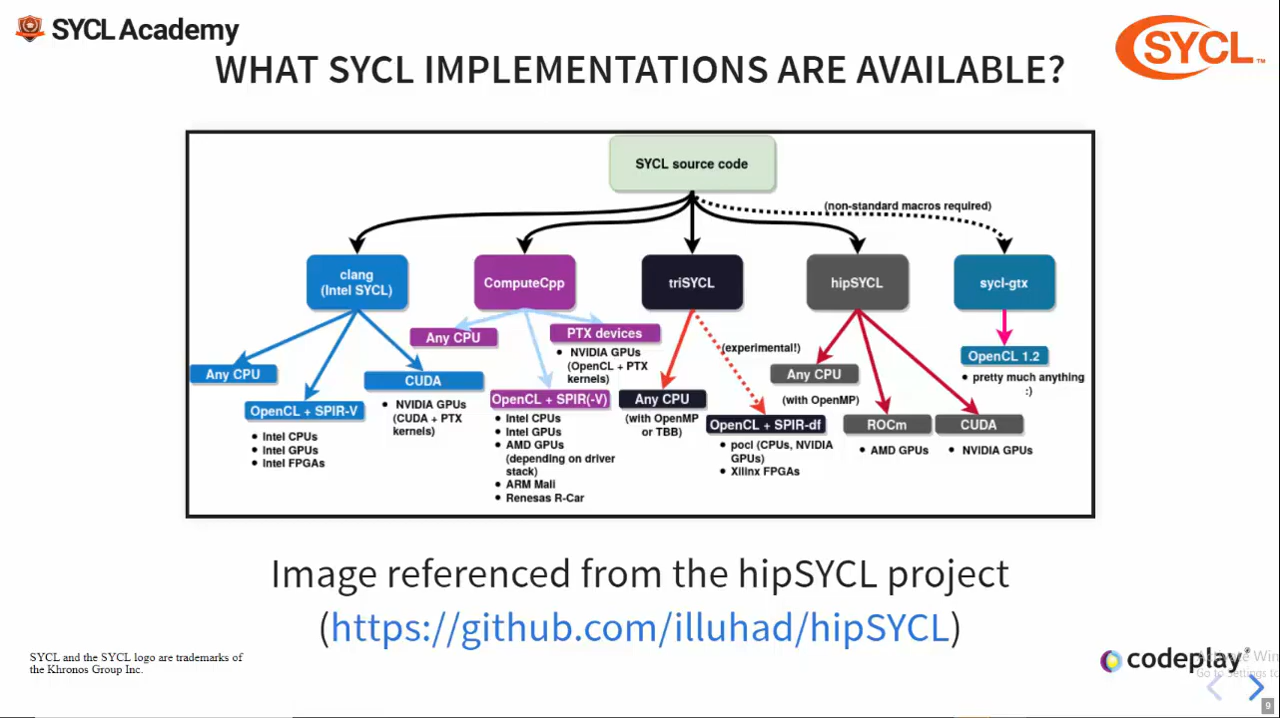 SYCL Academy
SYCL™
WHAT SYCL IMPLEMENTATIONS ARE AVAILABLE?
SYCL source code
(non-standard macros required)
clang
(Intel SYCL)
ComputeCpp
triSYCL
hipSYCL
sycl-gtx
Any CPU
OpenCL + SPIR-V
• Intel CPUs
• Intel GPUs
• Intel FPGAs
CUDA
• NVIDIA GPUs
(CUDA + PTX
kernels)
Any CPU
OpenCL + SPIR(-V)
• Intel CPUs
• Intel GPUs
• AMD GPUs
(depending on driver
stack)
• ARM Mali
• Renesas R-Car
PTX devices
• NVIDIA GPUs
(OpenCL + PTX
kernels)
Any CPU
(with OpenMP
or TBB)
(experimental!)
OpenCL + SPIR-df
• pocl (CPUs, NVIDIA
GPUs)
• Xilinx FPGAs
Any CPU
(with OpenMP)
ROCm
• AMD GPUs
CUDA
• NVIDIA GPUs
OpenCL 1.2
• pretty much anything
:)
Image referenced from the hipSYCL project
(https://github.com/illuhad/hipSYCL)
SYCL and the SYCL logo are trademarks of
the Khronos Group Inc.
codeplay®
Go to Settings to
9